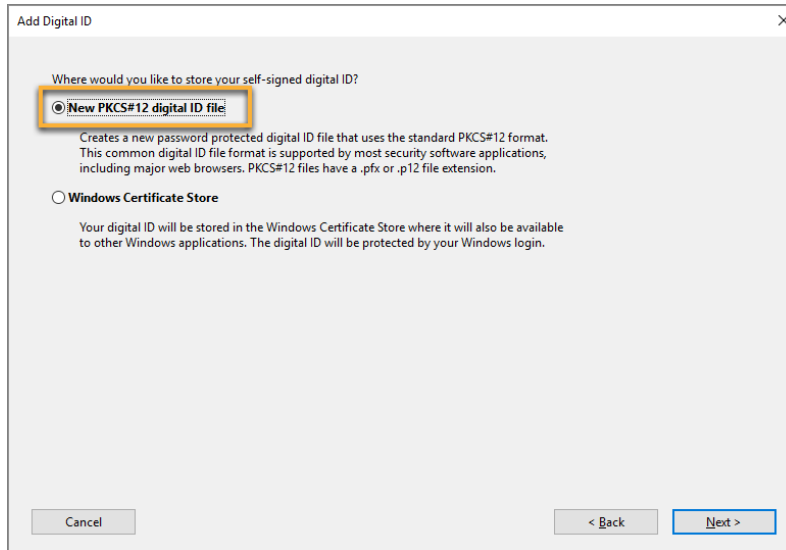 Add Digital ID
Where would you like to store your self-signed digital ID?
New PKCS#12 digital ID file
Creates a new password protected digital ID file that uses the standard PKCS#12 format.
This common digital ID file format is supported by most security software applications,
including major web browsers. PKCS#12 files have a .pfx or .p12 file extension.
Windows Certificate Store
Your digital ID will be stored in the Windows Certificate Store where it will also be available
to other Windows applications. The digital ID will be protected by your Windows login.
Cancel
< Back
Next >